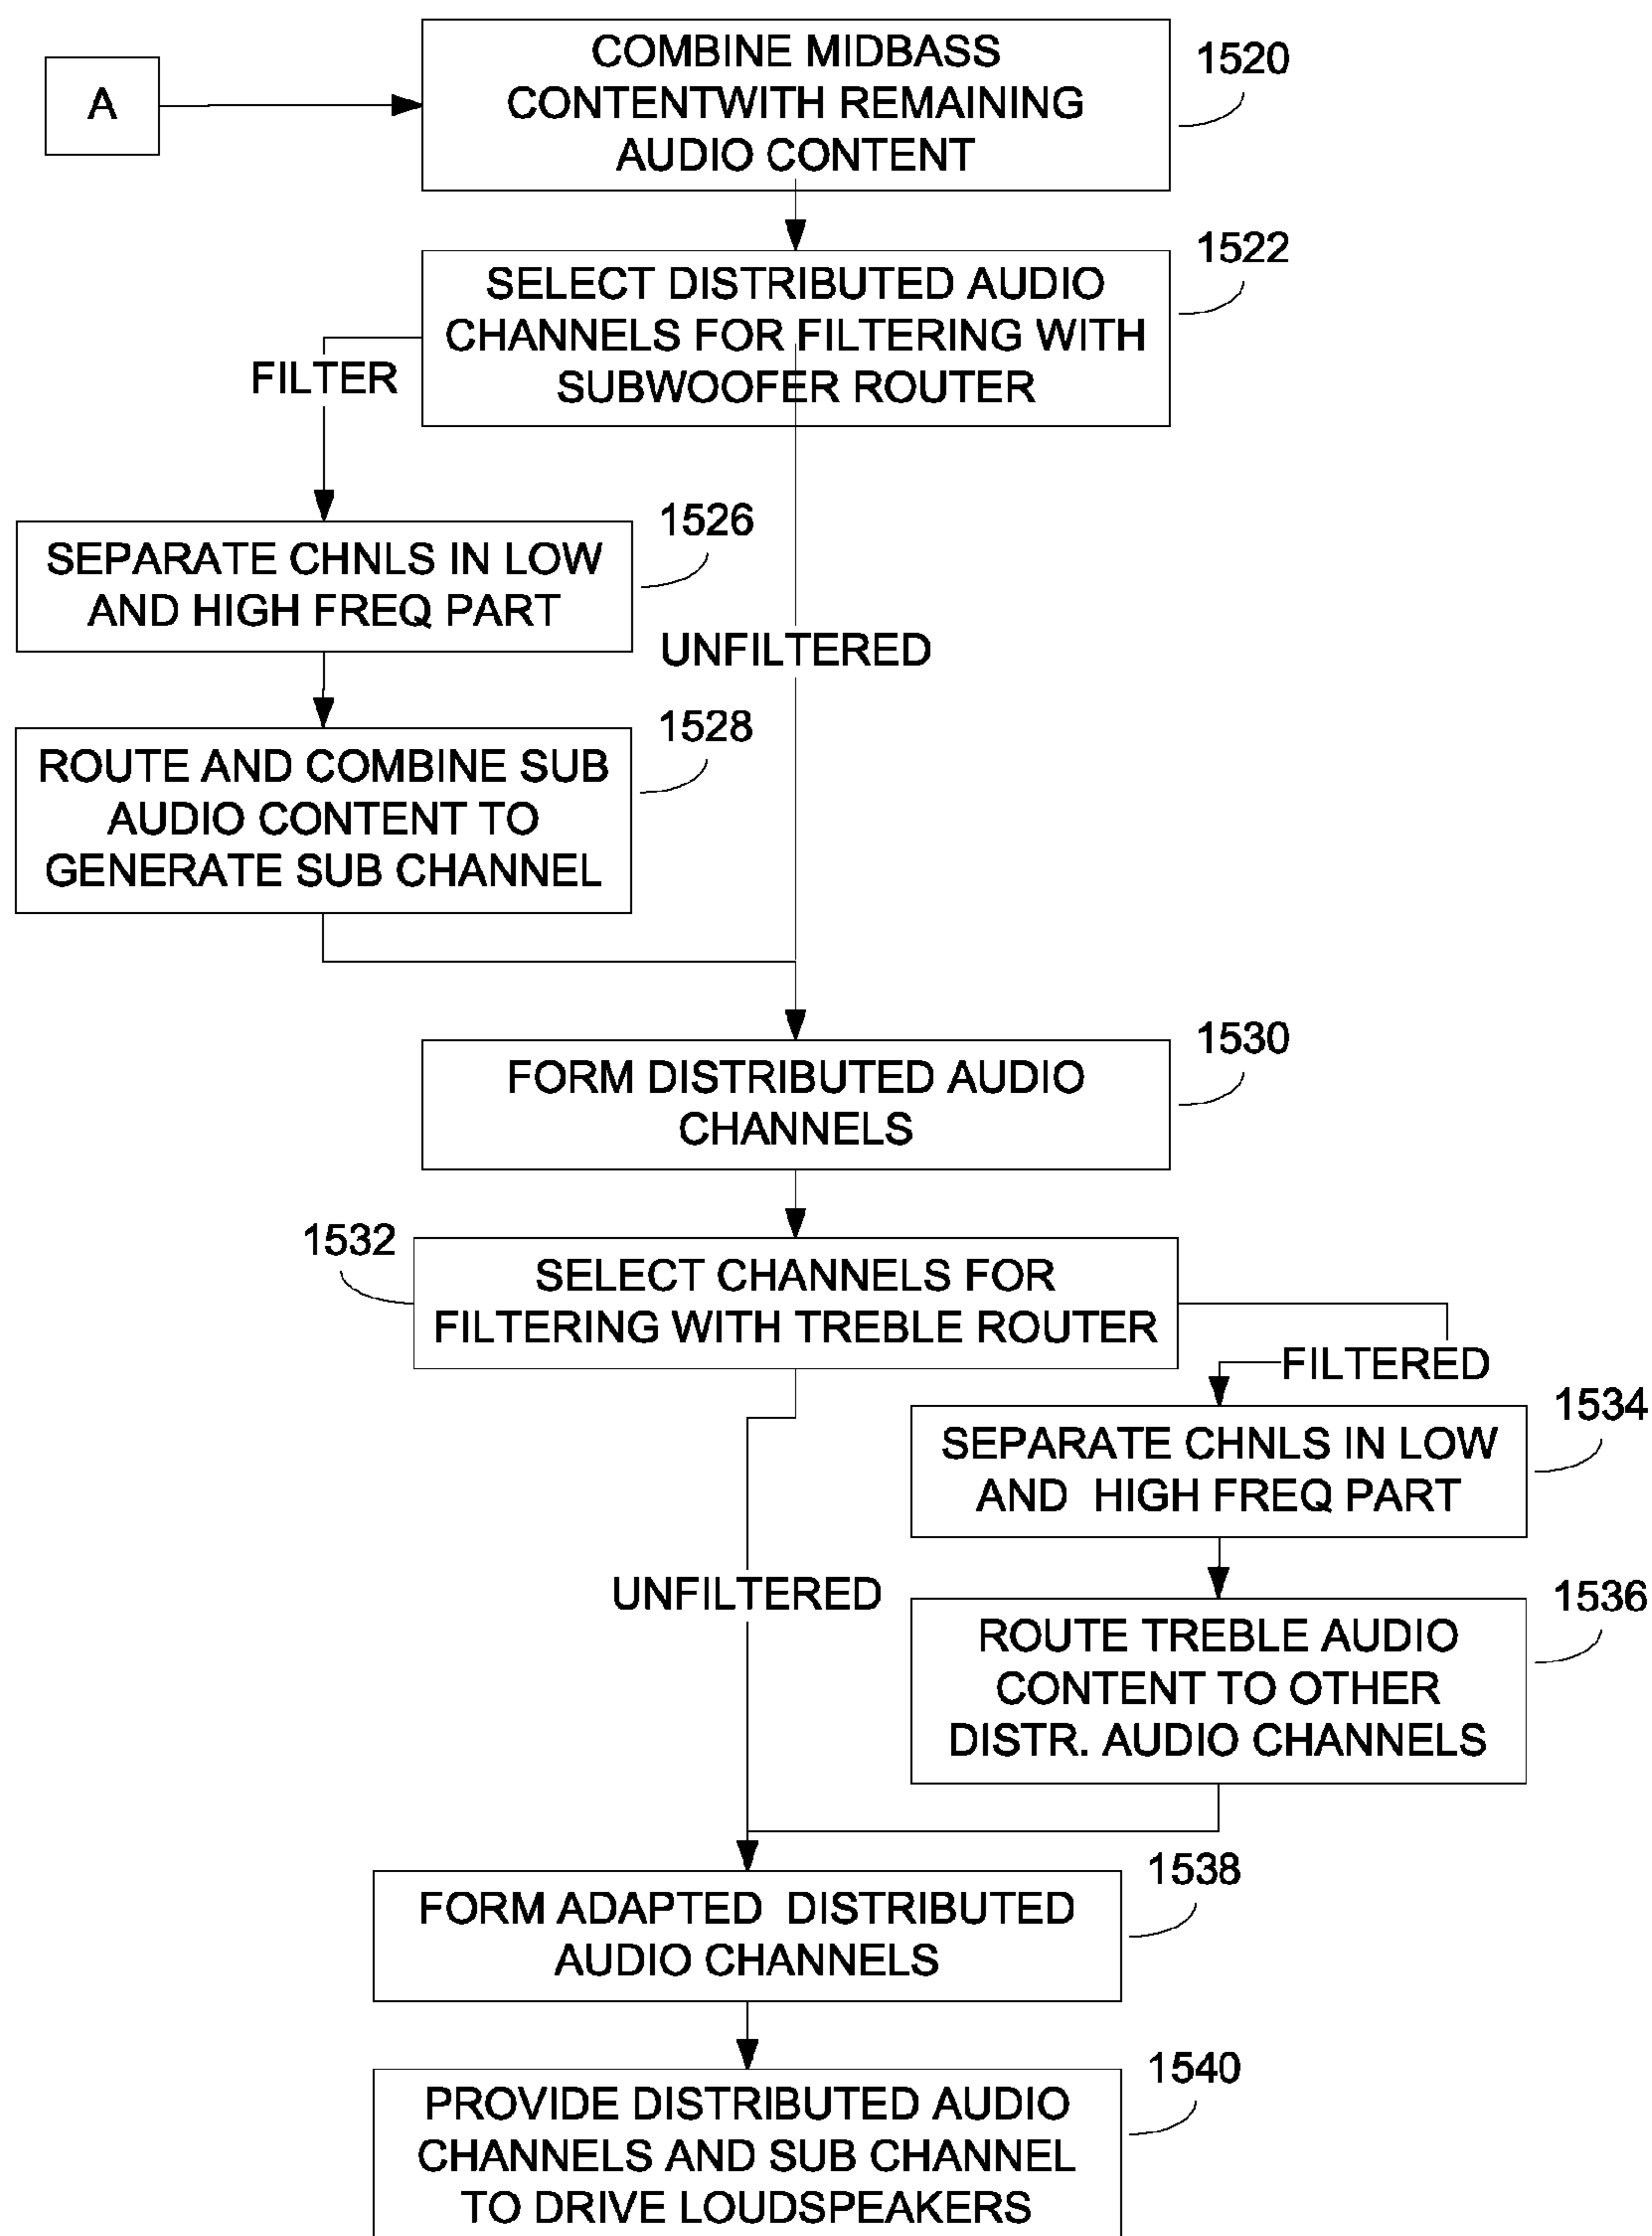 A
COMBINE MIDBASS
CONTENTWITH REMAINING
AUDIO CONTENT
1520
SELECT DISTRIBUTED AUDIO
CHANNELS FOR FILTERING WITH
SUBWOOFER ROUTER
1522
FILTER
SEPARATE CHNLS IN LOW
AND HIGH FREQ PART
1526
UNFILTERED
ROUTE AND COMBINE SUB
AUDIO CONTENT TO
GENERATE SUB CHANNEL
1528
FORM DISTRIBUTED AUDIO
CHANNELS
1530
1532
SELECT CHANNELS FOR
FILTERING WITH TREBLE ROUTER
FILTERED
SEPARATE CHNLS IN LOW
AND HIGH FREQ PART
1534
UNFILTERED
ROUTE TREBLE AUDIO
CONTENT TO OTHER
DISTR. AUDIO CHANNELS
1536
FORM ADAPTED DISTRIBUTED
AUDIO CHANNELS
1538
PROVIDE DISTRIBUTED AUDIO
CHANNELS AND SUB CHANNEL
TO DRIVE LOUDSPEAKERS
1540